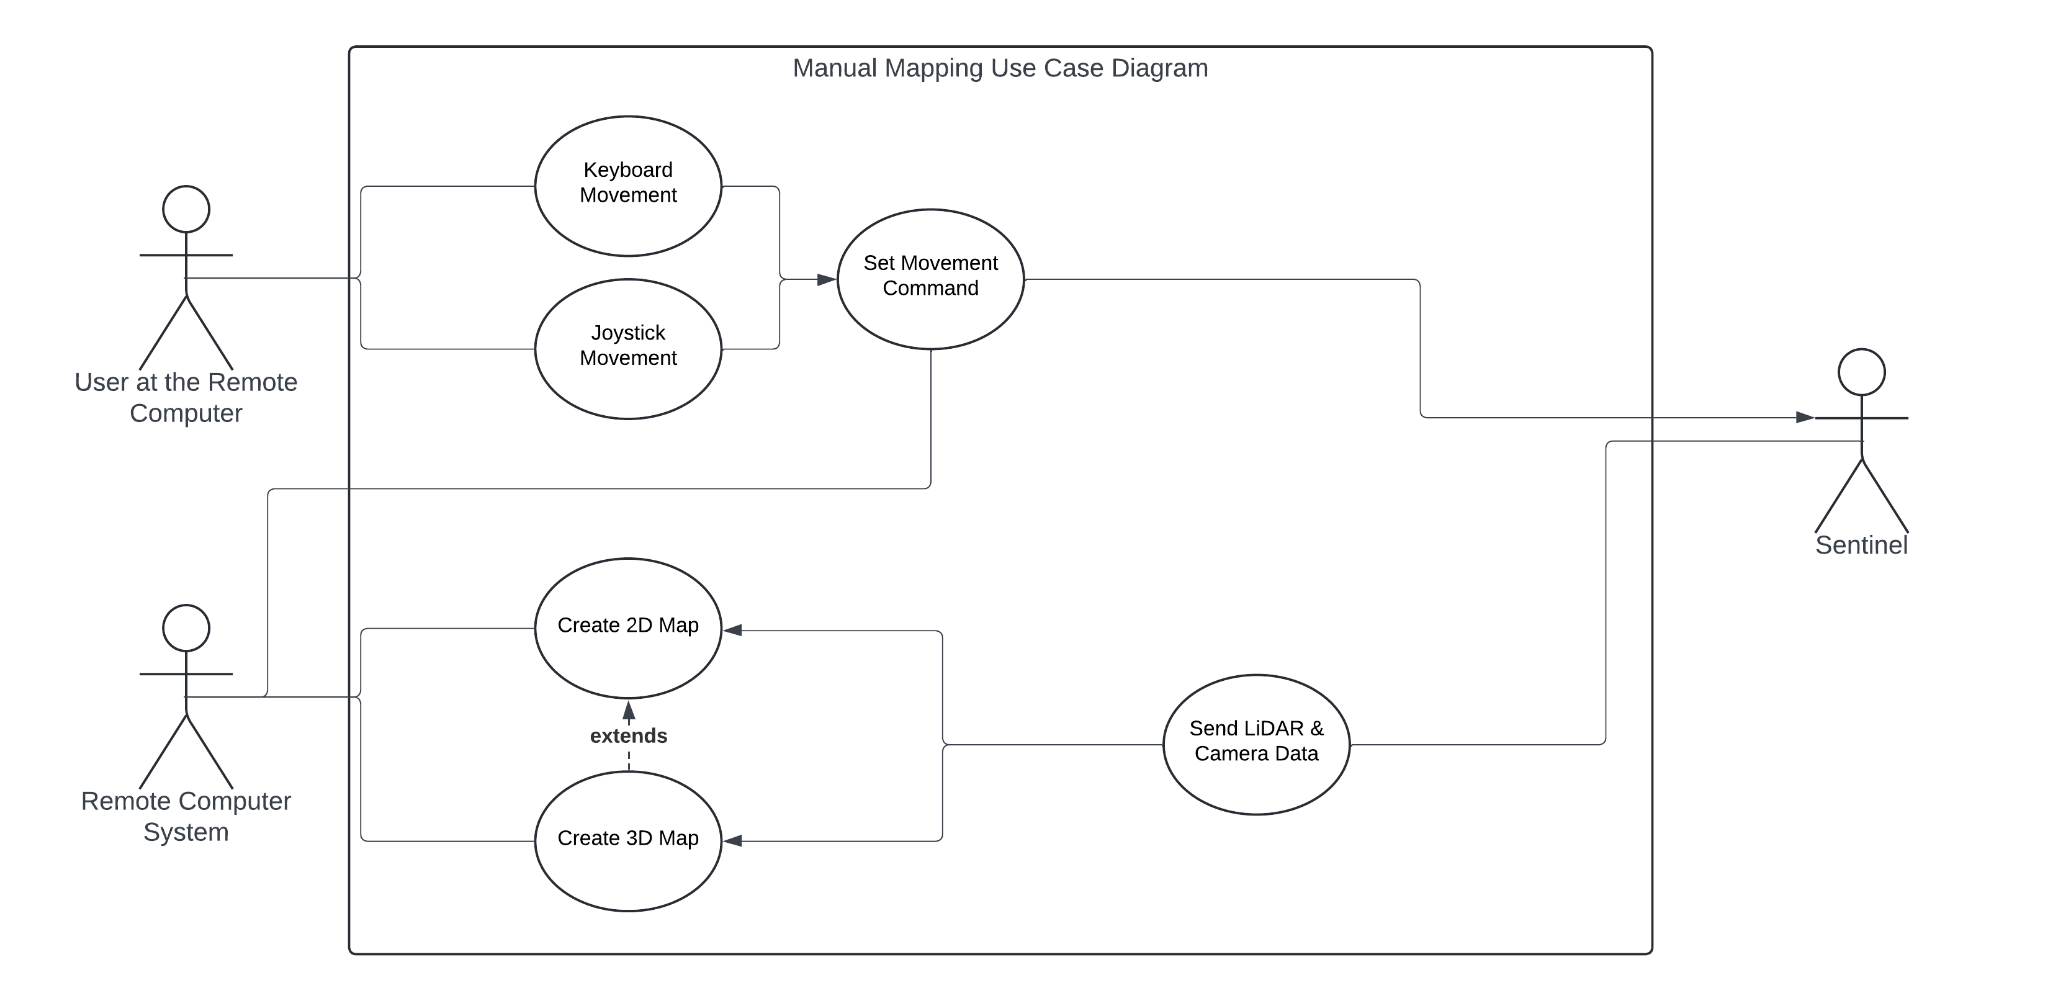 Manual Mapping Use Case Diagram
Keyboard
Movement
Set Movement
Command
Joystick
Movement
User at the Remote
Computer
Sentinel
Create 2D Map
extends
Send LiDAR &
Camera Data
Create 3D Map
Remote Computer
System